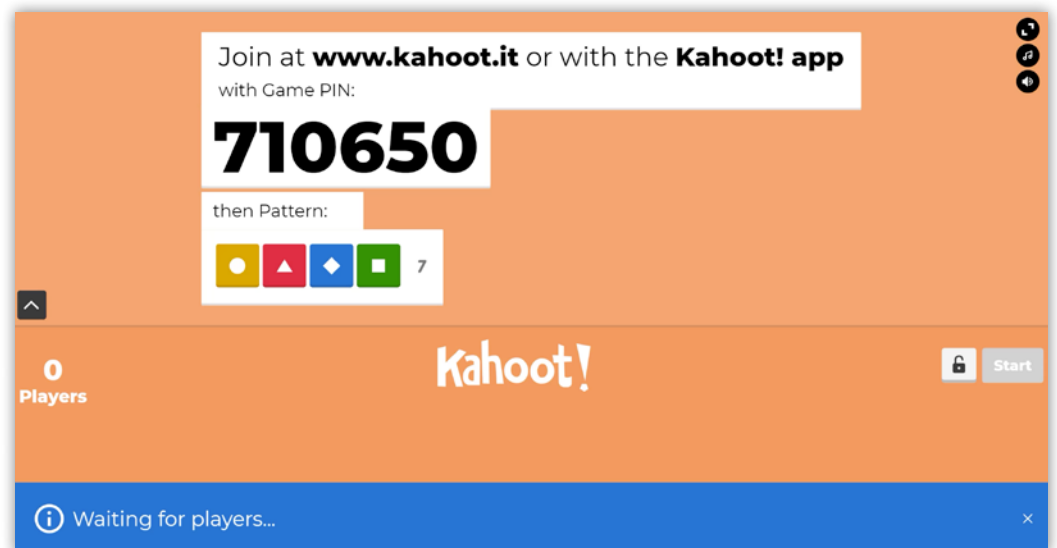 Join at www.kahoot.it or with the Kahoot! app
with Game PIN:
710650
then Pattern:
7
0
Players
Kahoot!
Start
Waiting for players...